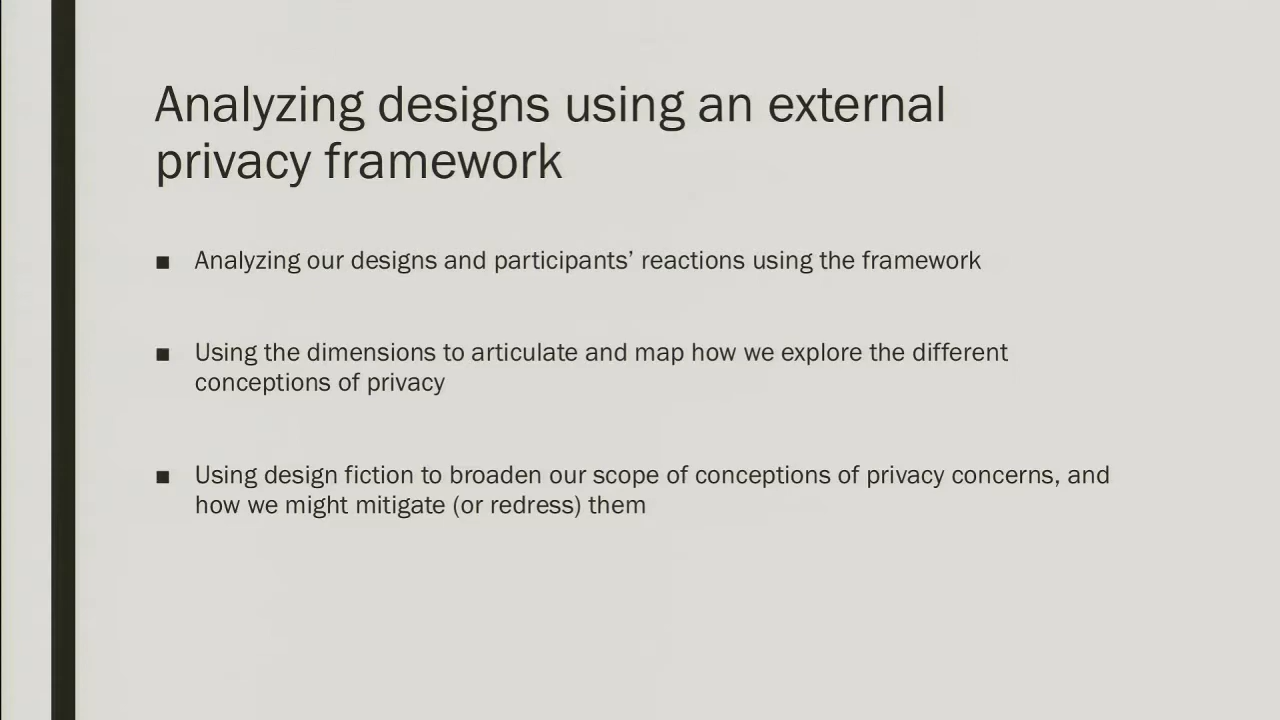 Analyzing designs using an external
privacy framework
■ Analyzing our designs and participants’ reactions using the framework
■ Using the dimensions to articulate and map how we explore the different
conceptions of privacy
■ Using design fiction to broaden our scope of conceptions of privacy concerns, and
how we might mitigate (or redress) them